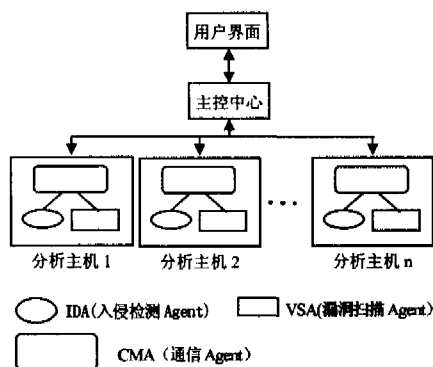 用户界面
主控中心
...
分析主机 1 分析主机 2 分析主机 n
IDA(入侵检测 Agent) VSA(漏洞扫描 Agent)
CMA（通信 Agent）